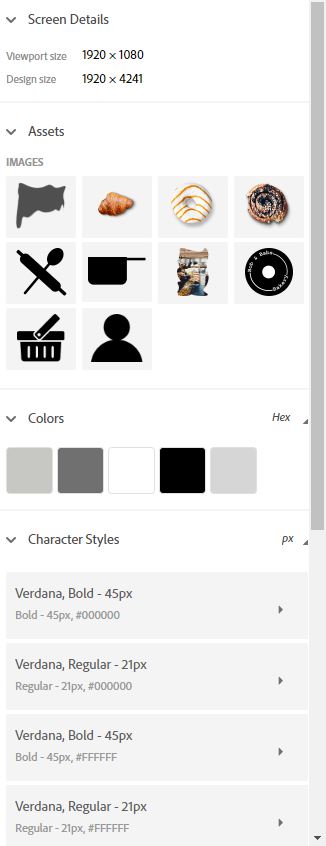 Screen Details
Viewport size 1920 × 1080
Design size 1920 × 4241
Assets
IMAGES
Bob & Babs
Bakery
Colors Hex
Character Styles px
Verdana, Bold - 45px
Bold - 45px, #000000
Verdana, Regular - 21px
Regular - 21px, #000000
Verdana, Bold - 45px
Bold - 45px, #FFFFFF
Verdana, Regular - 21px
Regular - 21px, #FFFFFF